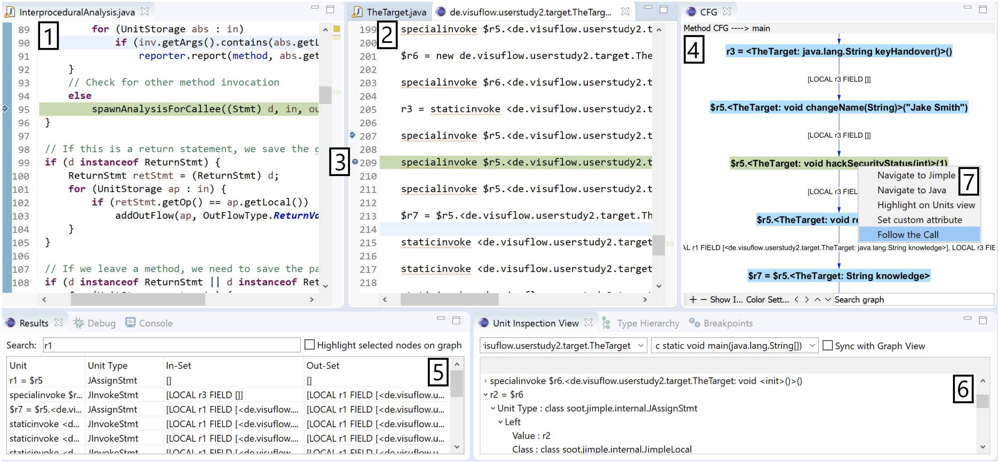 InterproceduralAnalysis.java
89 for (UnitStorage abs : in)
90 if (inv.getArgs().contains(abs.getL
91 reporter.report(method, abs.get
92 }
93 // Check for other method invocation
94 else
95 spawnAnalysisForCallee((Stmt) d, in, ou
96 }
97
98 // If this is a return statement, we save the c
99 if (d instanceof ReturnStmt) {
100 ReturnStmt retStmt = (ReturnStmt) d;
101 for (UnitStorage ap : in) {
102 if (retStmt.getOp() == ap.getLocal())
103 addOutFlow(ap, OutFlowType.ReturnVa
104 }
105 }
106
107 // If we leave a method, we need to save the pa
108 if (d instanceof ReturnStmt || d instanceof Ret
1
TheTarget.java de.visuflow.userstudy2.target.TheTarg...
199 specialinvoke $r5.<de.visuflow.userstudy2.t
200
201 $r6 = new de.visuflow.userstudy2.target.The
202
203 specialinvoke $r6.<de.visuflow.userstudy2.t
204
205 r3 = staticinvoke <de.visuflow.userstudy2.t
206
207 specialinvoke $r5.<de.visuflow.userstudy2.t
208
209 specialinvoke $r5.<de.visuflow.userstudy2.t
210
211 specialinvoke $r5.<de.visuflow.userstudy2.t
212
213 $r7 = $r5.<de.visuflow.userstudy2.target.Th
214
215 staticinvoke <de.visuflow.userstudy2.target
216
217 staticinvoke <de.visuflow.userstudy2.target
218
2
3
CFG
Method CFG ----> main
4
r3 = <TheTarget: java.lang.String keyHandover()>()
[LOCAL r3 FIELD []]
$r5.<TheTarget: void changeName(String)>("Jake Smith")
[LOCAL r3 FIELD []]
$r5.<TheTarget: void hackSecurityStatus(int)>(1)
[LOCAL r3 FIEL
$r5.<TheTarget: void re
AL r1 FIELD [<de.visuflow.userstudy2.target.TheTarget: java.lang.String knowledge>], LOCAL r3 FIE
$r7 = $r5.<TheTarget: String knowledge>
Navigate to Jimple
Navigate to Java
Highlight on Units view
Set custom attribute
Follow the Call
7
+ − Show I... Color Sett... < > Search graph
Results Debug Console
Search: r1 Highlight selected nodes on graph
Unit Unit Type In-Set Out-Set
r1 = $r5 JAssignStmt [] []
specialinvoke $r... JInvokeStmt [LOCAL r3 FIELD []] [LOCAL r1 FIELD [<de.visuflow.u...
$r7 = $r5.<de.vi... JAssignStmt [LOCAL r1 FIELD [<de.visuflow.... [LOCAL r1 FIELD [<de.visuflow.u...
staticinvoke <d... JInvokeStmt [LOCAL r1 FIELD [<de.visuflow.... [LOCAL r1 FIELD [<de.visuflow.u...
staticinvoke <d... JInvokeStmt [LOCAL r1 FIELD [<de.visuflow.... [LOCAL r1 FIELD [<de.visuflow.u...
staticinvoke <d JInvokeStmt [LOCAL r1 FIELD [<de.visuflow [LOCAL r1 FIELD [<de.visuflow.u
5
Unit Inspection View Type Hierarchy Breakpoints
isuflow.userstudy2.target.TheTarget c static void main(java.lang.String[]) Sync with Graph View
specialinvoke $r6.<de.visuflow.userstudy2.target.TheTarget: void <init>()>()
r2 = $r6
Unit Type : class soot.jimple.internal.JAssignStmt
Left
Value : r2
Class : class soot.jimple.internal.JimpleLocal
6